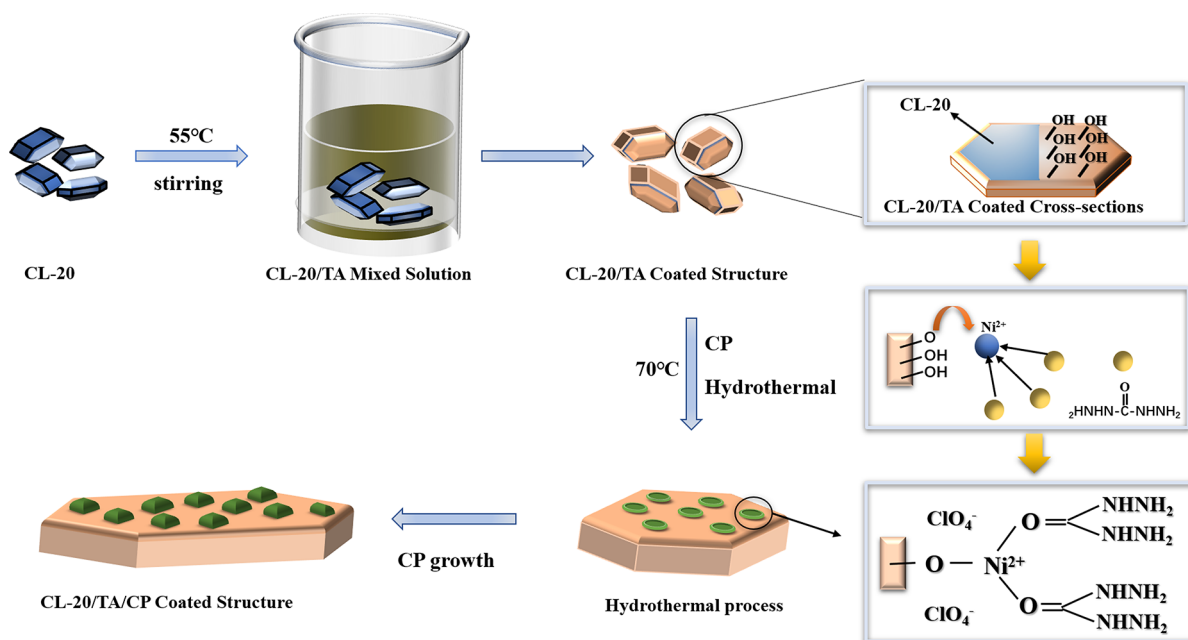 CL-20
55℃
stirring
CL-20/TA Mixed Solution
CL-20/TA Coated Structure
CL-20
OH OH
OH OH
OH OH
CL-20/TA Coated Cross-sections
O
OH
OH
Ni²⁺
O
₂HNHN-C-NHNH₂
70℃
CP
Hydrothermal
CL-20/TA/CP Coated Structure
CP growth
Hydrothermal process
ClO₄⁻
O
NHNH₂
NHNH₂
O
Ni²⁺
ClO₄⁻
O
NHNH₂
NHNH₂